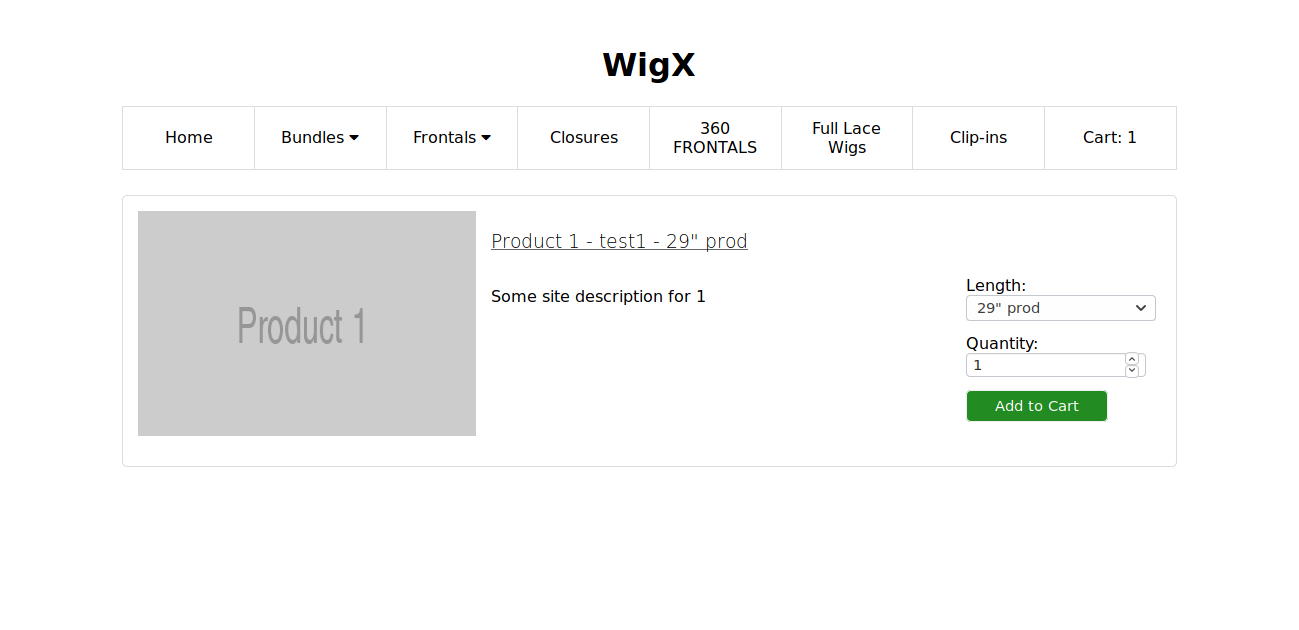 WigX
Home
Bundles
Frontals
Closures
360
FRONTALS
Full Lace
Wigs
Clip-ins
Cart: 1
Product 1
Product 1 - test1 - 29" prod
Some site description for 1
Length:
29" prod
Quantity:
1
Add to Cart